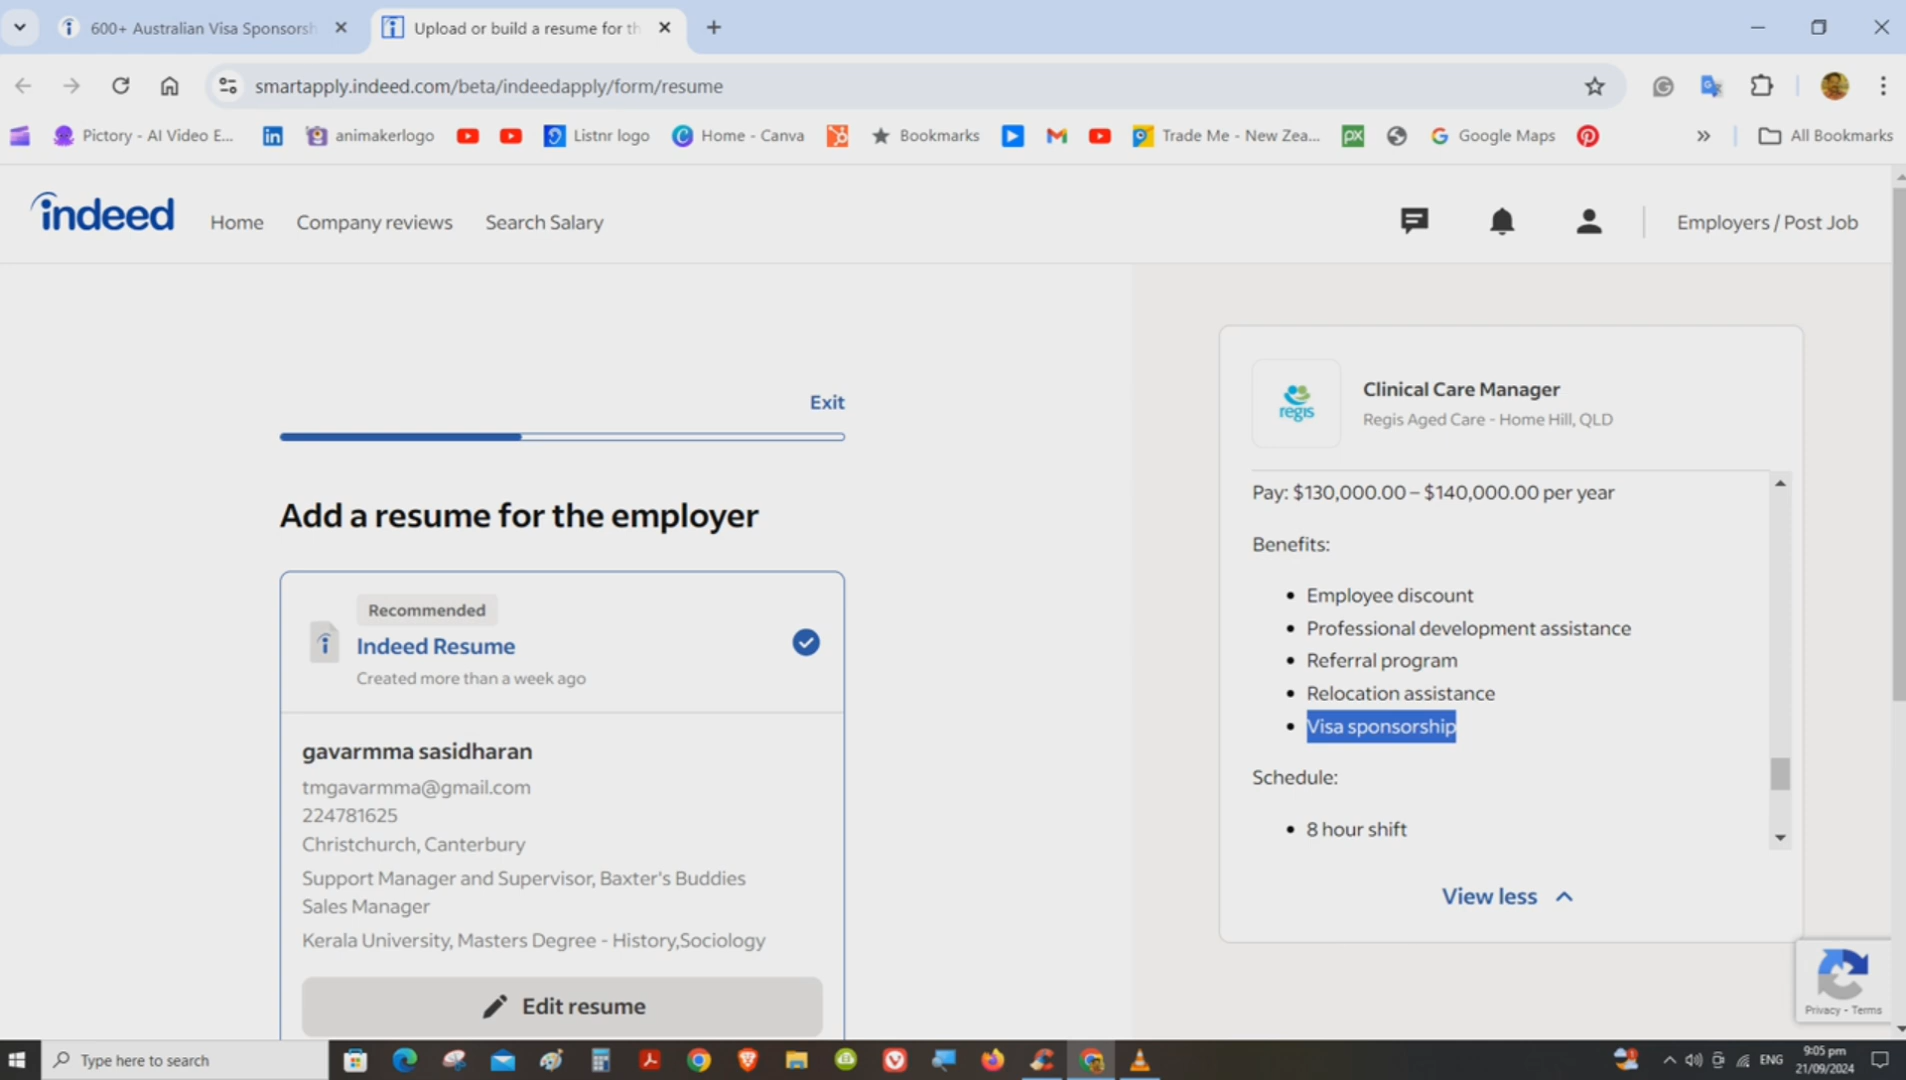 600+ Australian Visa Sponsorsh
Upload or build a resume for th
smartapply.indeed.com/beta/indeedapply/form/resume
Pictory - AI Video E...
animakerlogo
Listnr logo
Home - Canva
Bookmarks
Trade Me - New Zea...
Google Maps
All Bookmarks
indeed
Home
Company reviews
Search Salary
Employers / Post Job
Exit
Add a resume for the employer
Recommended
Indeed Resume
Created more than a week ago
gavarmma sasidharan
tmgavarmma@gmail.com
224781625
Christchurch, Canterbury
Support Manager and Supervisor, Baxter's Buddies
Sales Manager
Kerala University, Masters Degree - History,Sociology
Edit resume
regis
Clinical Care Manager
Regis Aged Care - Home Hill, QLD
Pay: $130,000.00 – $140,000.00 per year
Benefits:
• Employee discount
• Professional development assistance
• Referral program
• Relocation assistance
• Visa sponsorship
Schedule:
• 8 hour shift
View less
Privacy - Terms
Type here to search
ENG
9:05 pm
21/09/2024